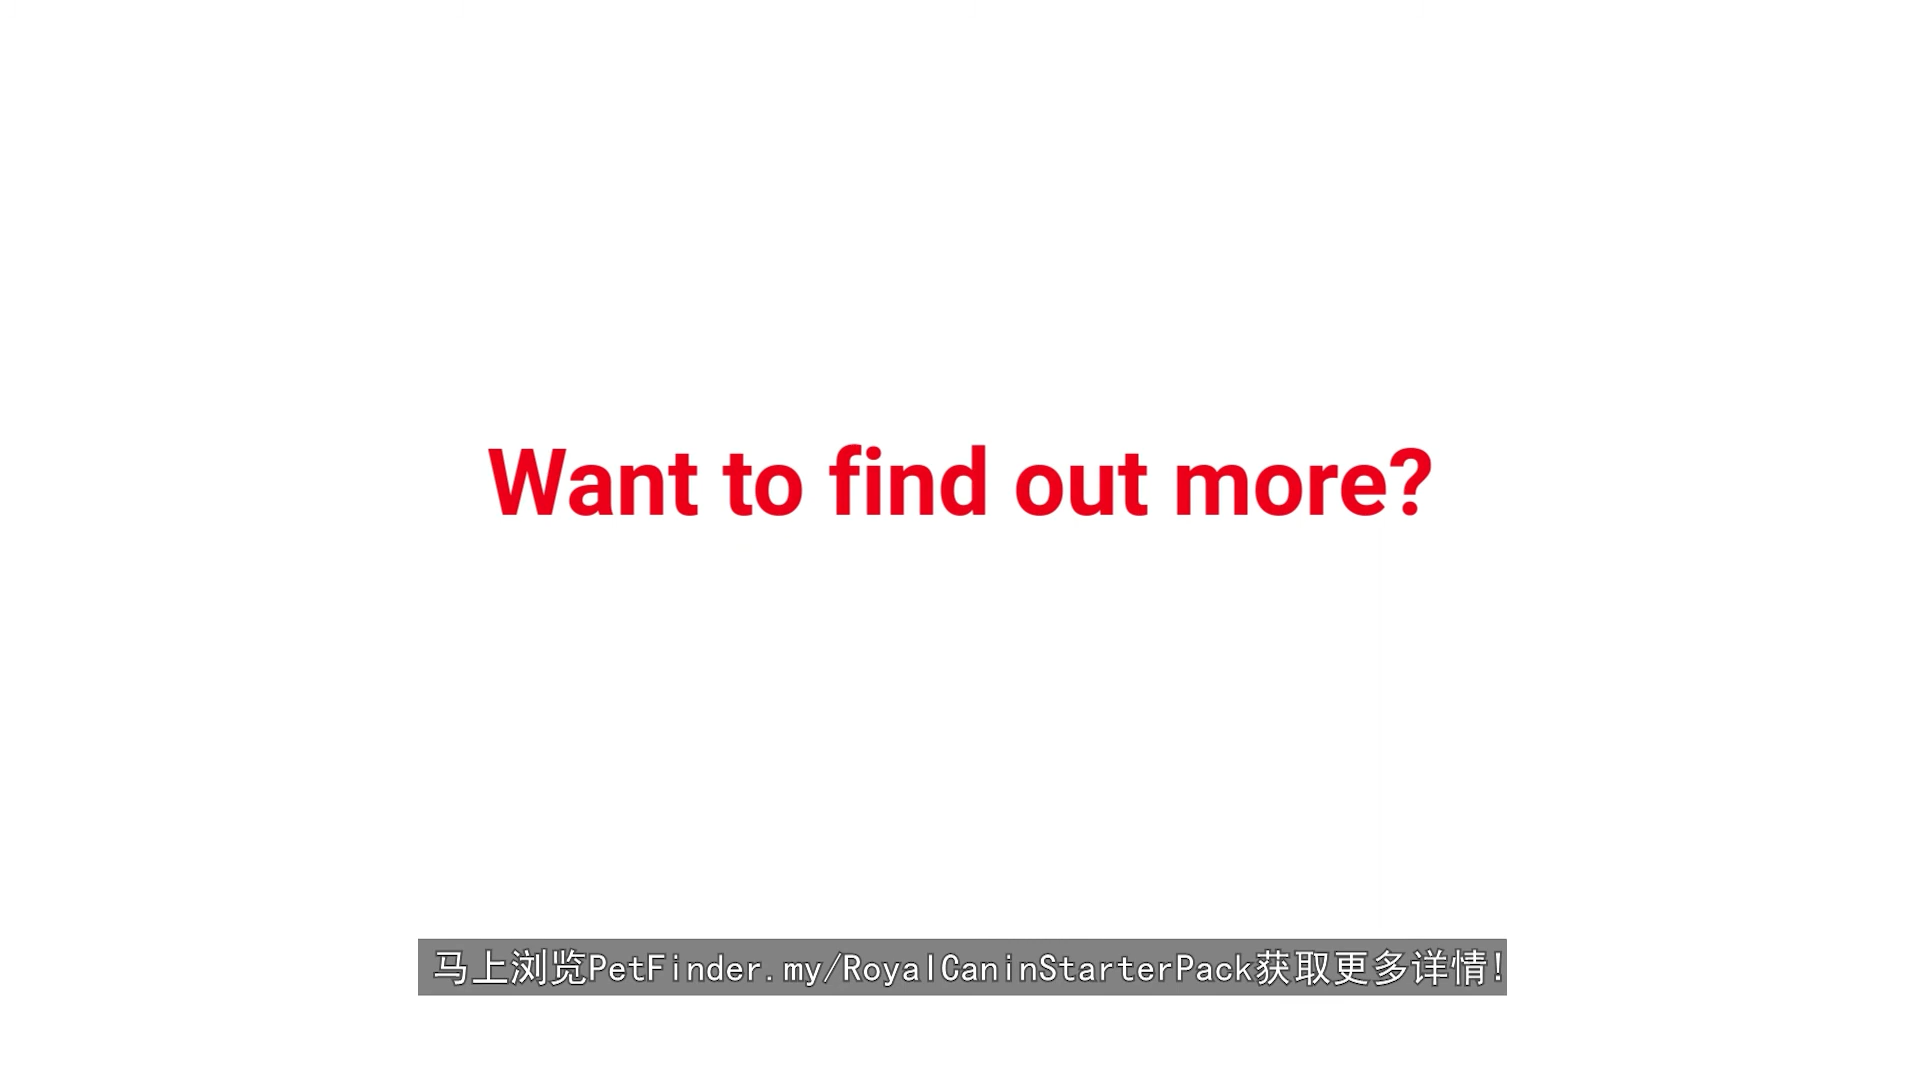 Want to find out more?
马上浏览PetFinder.my/RoyalCaninStarterPack获取更多详情!